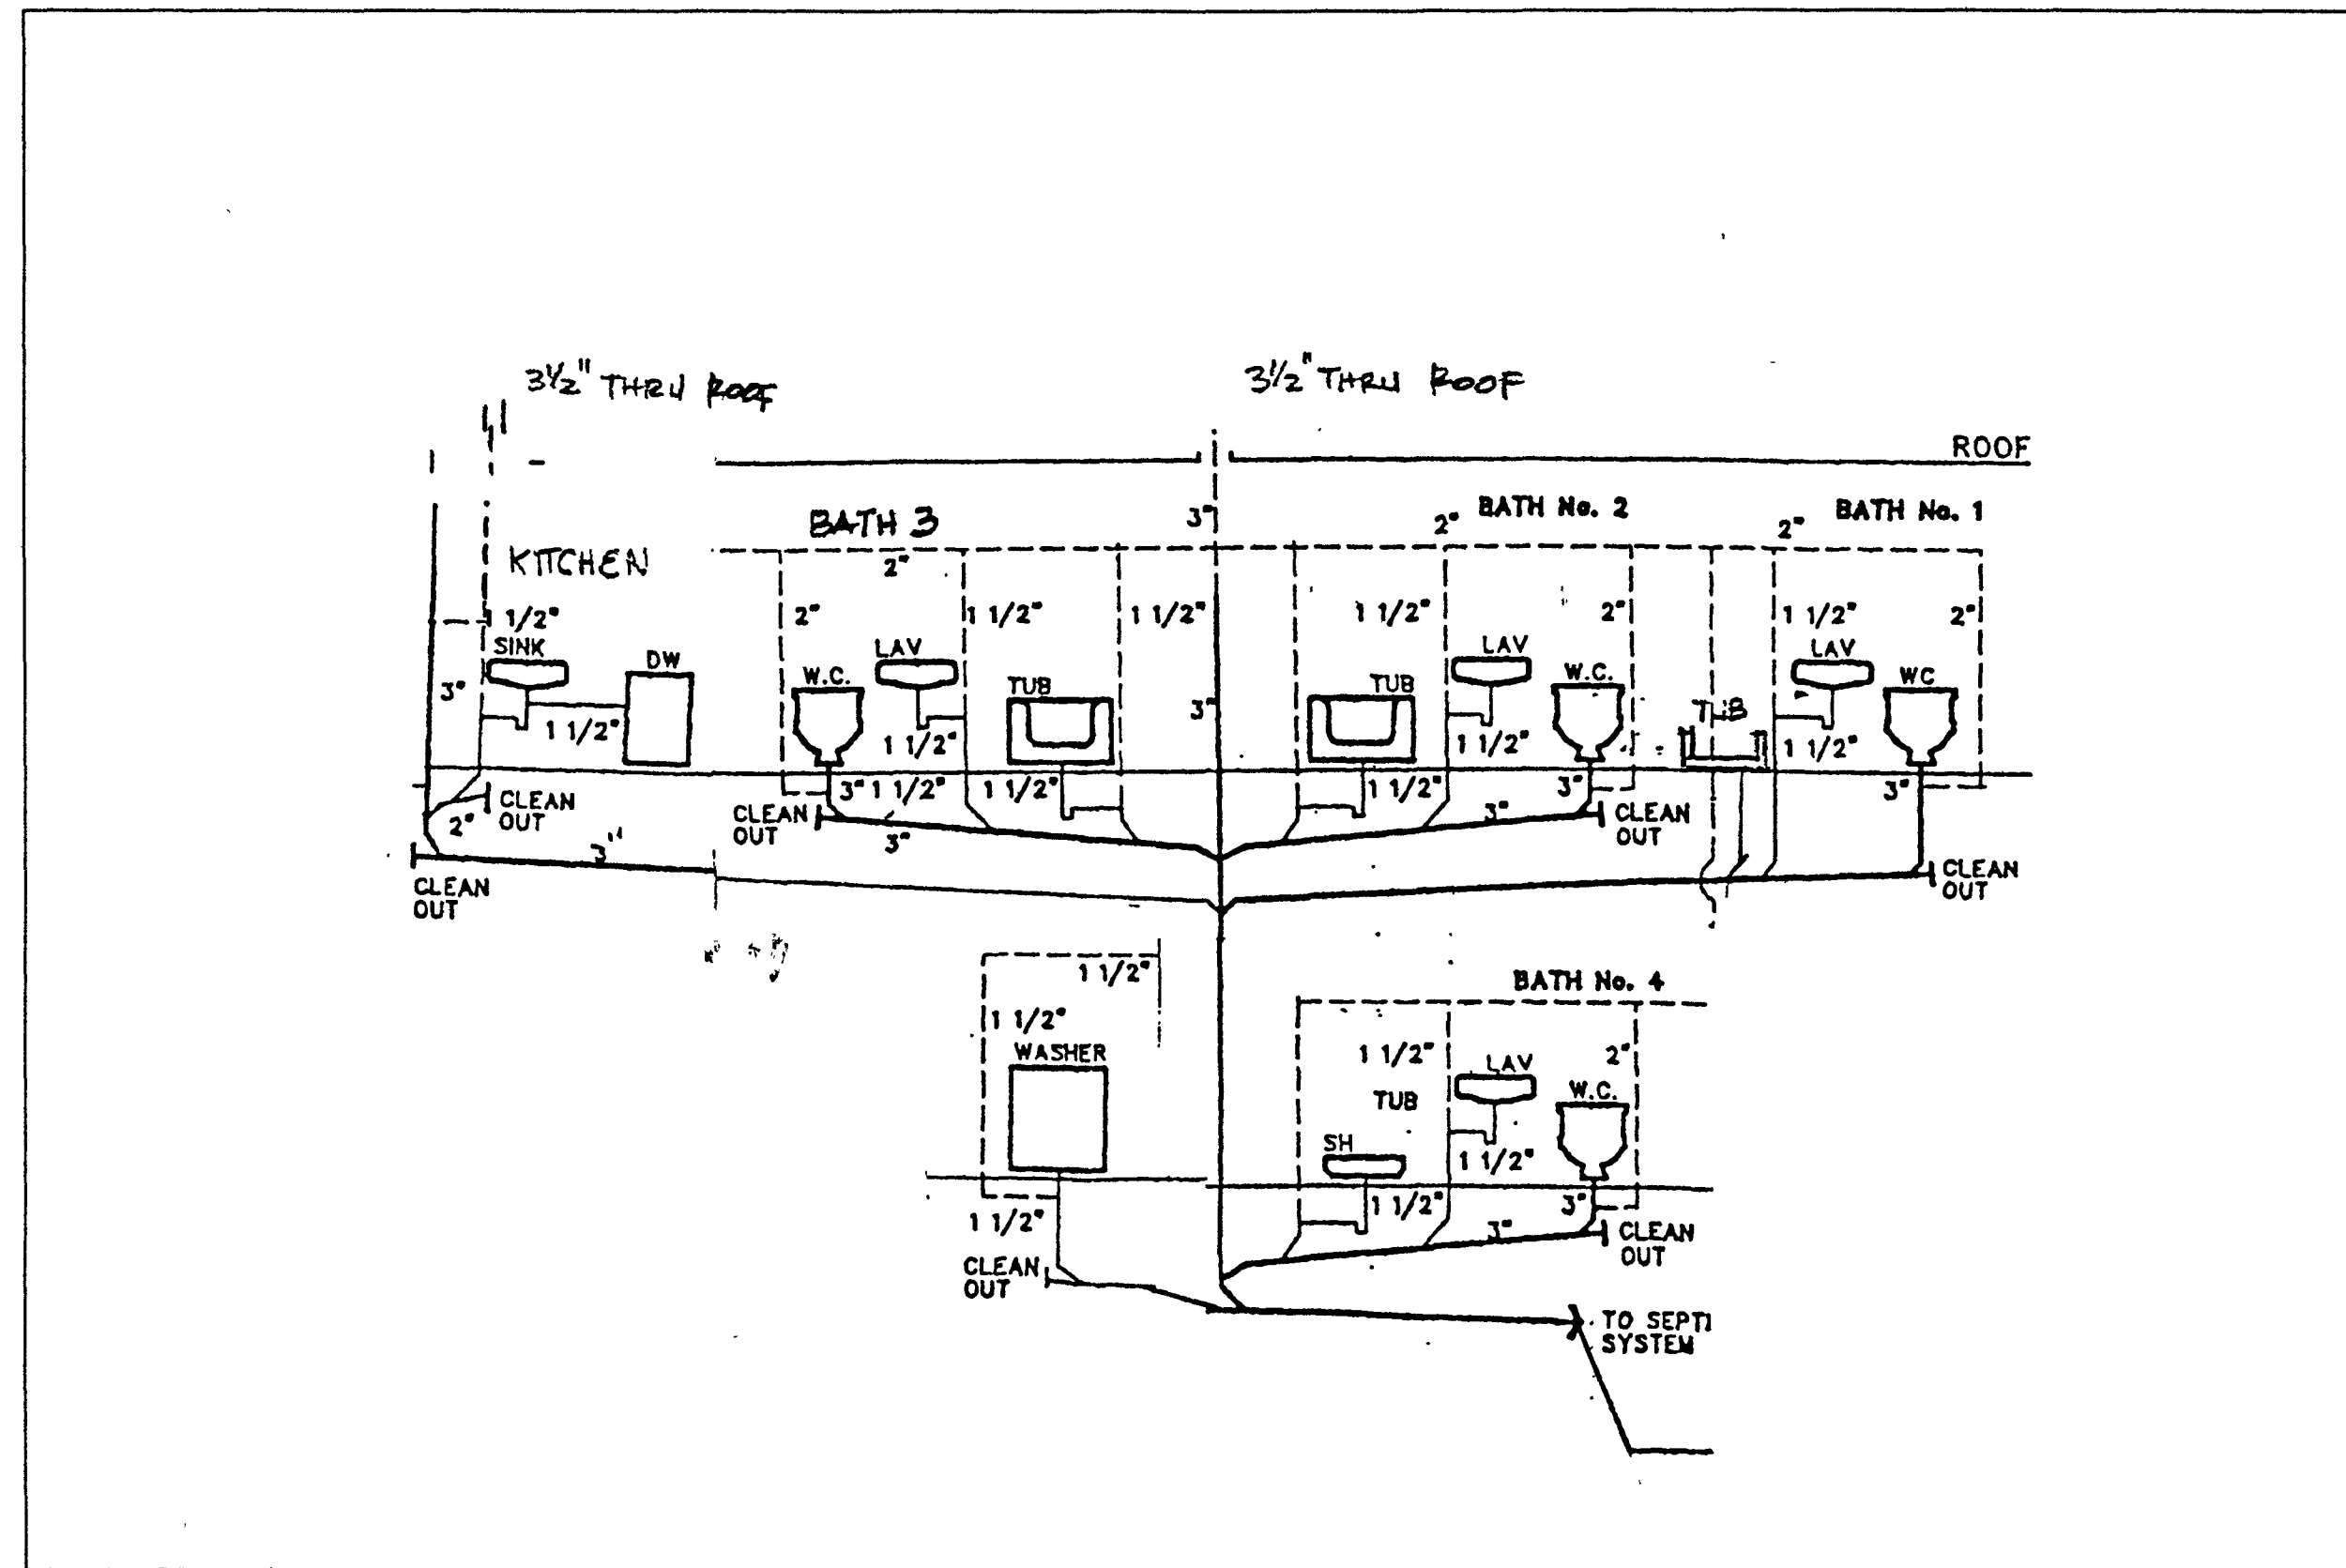 3½" THRU ROOF
3½" THRU ROOF
ROOF
BATH 3
3"
2"
BATH No. 2
2"
BATH No. 1
KITCHEN
2"
1 1/2"
2"
1 1/2"
1 1/2"
1 1/2"
2"
1 1/2"
2"
SINK
DW
LAV
LAV
LAV
W.C.
TUB
TUB
W.C.
WC
3"
3"
TUB
1 1/2"
1 1/2"
1 1/2"
1 1/2"
3"
1 1/2"
1 1/2"
1 1/2"
3"
3"
CLEAN
OUT
CLEAN
OUT
CLEAN
OUT
2"
3"
3"
3"
CLEAN
OUT
CLEAN
OUT
1 1/2"
BATH No. 4
1 1/2"
WASHER
1 1/2"
2"
LAV
TUB
W.C.
SH
1 1/2"
1 1/2"
3"
1 1/2"
3"
CLEAN
OUT
CLEAN
OUT
TO SEPTI
SYSTEM